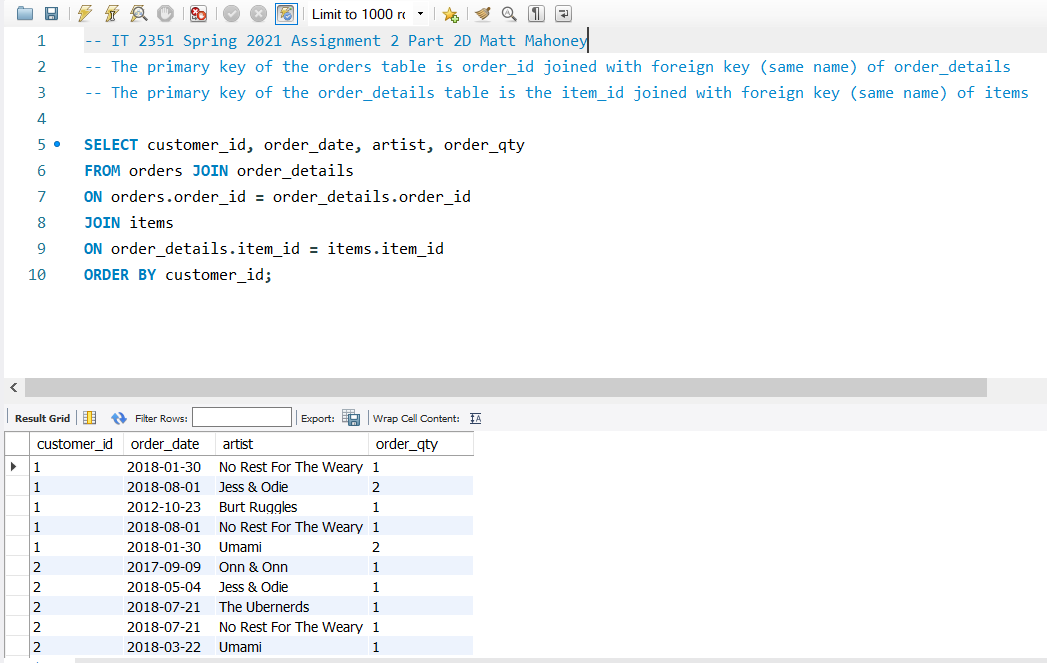 Limit to 1000 rc
1 -- IT 2351 Spring 2021 Assignment 2 Part 2D Matt Mahoney
2 -- The primary key of the orders table is order_id joined with foreign key (same name) of order_details
3 -- The primary key of the order_details table is the item_id joined with foreign key (same name) of items
4
5 SELECT customer_id, order_date, artist, order_qty
6 FROM orders JOIN order_details
7 ON orders.order_id = order_details.order_id
8 JOIN items
9 ON order_details.item_id = items.item_id
10 ORDER BY customer_id;
Result Grid Filter Rows: Export: Wrap Cell Content:
customer_id order_date artist order_qty
1 2018-01-30 No Rest For The Weary 1
1 2018-08-01 Jess & Odie 2
1 2012-10-23 Burt Ruggles 1
1 2018-08-01 No Rest For The Weary 1
1 2018-01-30 Umami 2
2 2017-09-09 Onn & Onn 1
2 2018-05-04 Jess & Odie 1
2 2018-07-21 The Ubernerds 1
2 2018-07-21 No Rest For The Weary 1
2 2018-03-22 Umami 1